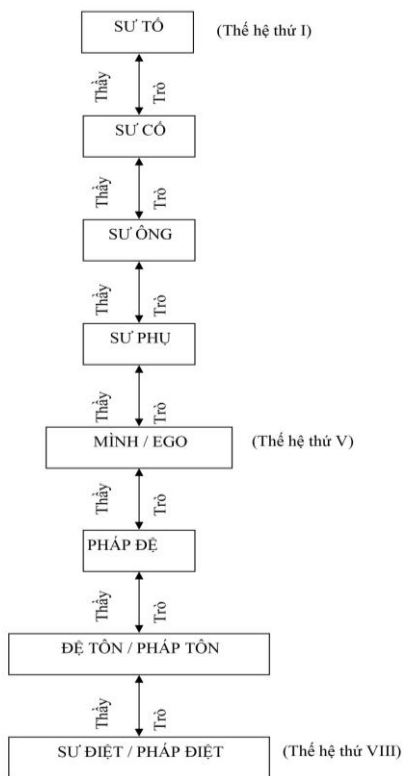 SƯ TỔ (Thế hệ thứ I)
Thầy Trò
SƯ CỐ
Thầy Trò
SƯ ÔNG
Thầy Trò
SƯ PHỤ
Thầy Trò
MÌNH / EGO (Thế hệ thứ V)
Thầy Trò
PHÁP ĐỆ
Thầy Trò
ĐỆ TÔN / PHÁP TÔN
Thầy Trò
SƯ ĐIỆT / PHÁP ĐIỆT (Thế hệ thứ VIII)